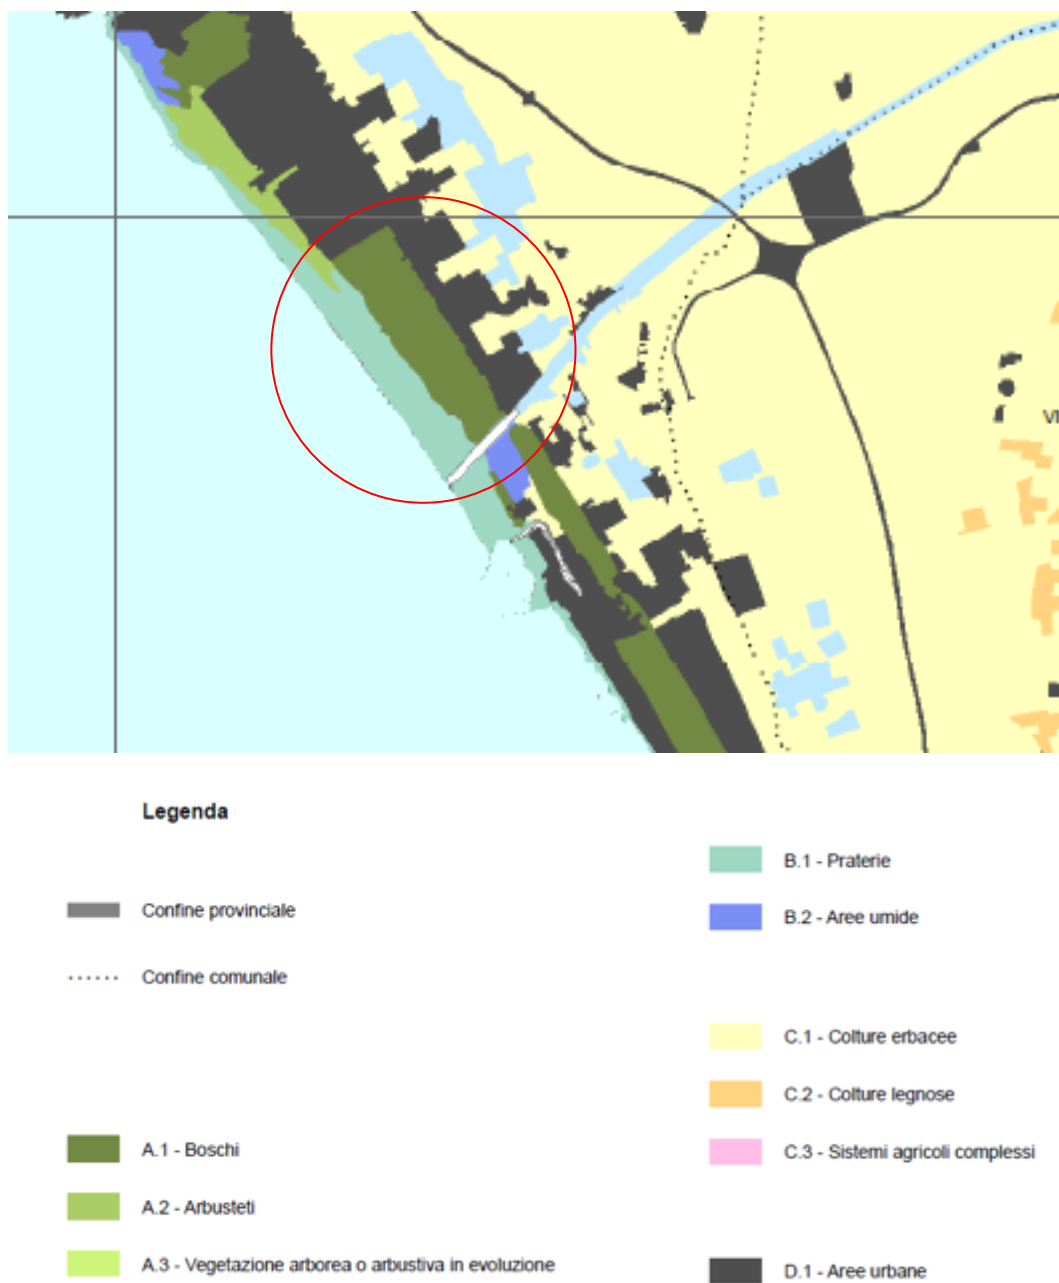 VI
Legenda
Confine provinciale
Confine comunale
A.1 - Boschi
A.2 - Arbusteti
A.3 - Vegetazione arborea o arbustiva in evoluzione
B.1 - Praterie
B.2 - Aree umide
C.1 - Colture erbacee
C.2 - Colture legnose
C.3 - Sistemi agricoli complessi
D.1 - Aree urbane